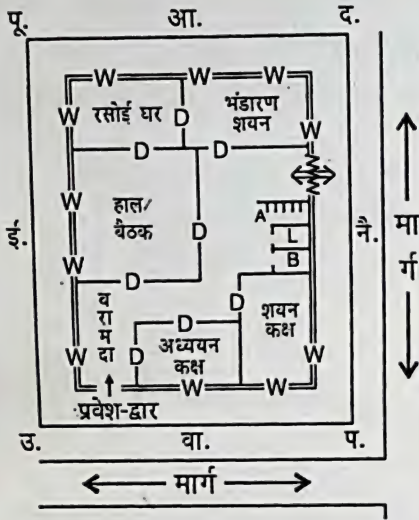 पू. आ. द.
W W W
रसोई घर भंडारण
W D शयन W
D D
हाल/
बैठक
W D A
ई. L नै.
W B
D D
व
रा
म
दा
D शयन
कक्ष
अध्ययन
कक्ष
W D W
W W
प्रवेश-द्वार
उ. वा. प.
मार्ग
मा
र्ग